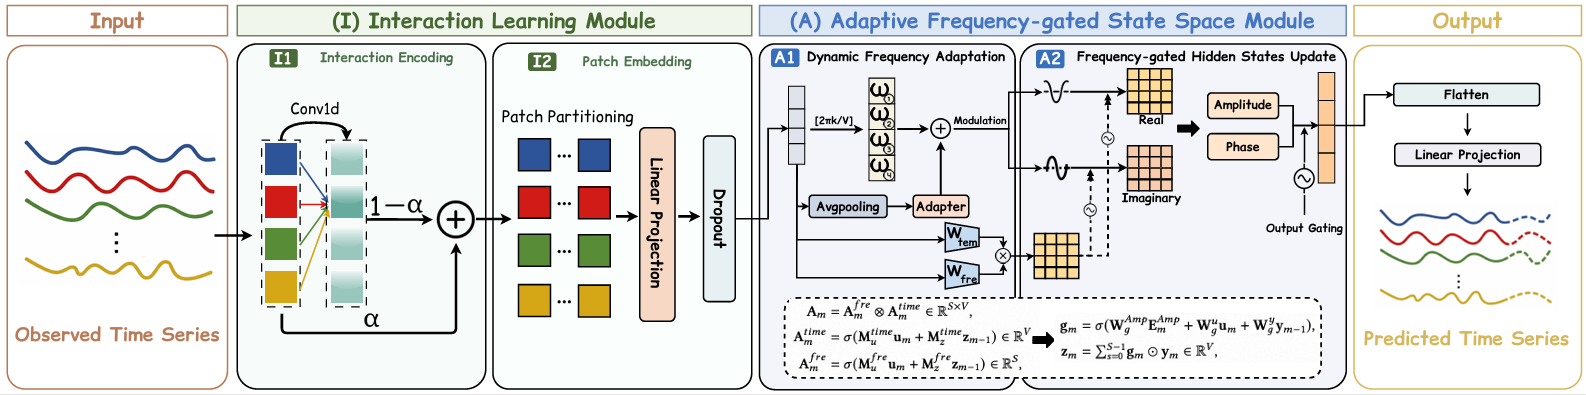 Input
(I) Interaction Learning Module
(A) Adaptive Frequency-gated State Space Module
Output
Observed Time Series
I1 Interaction Encoding
Conv1d
1−α
α
I2 Patch Embedding
Patch Partitioning
Linear Projection
Dropout
A1 Dynamic Frequency Adaptation
[2πk/V]
ω1
ω2
ω3
ω4
Modulation
Avgpooling
Adapter
W_tem
W_fre
A2 Frequency-gated Hidden States Update
Real
Imaginary
Amplitude
Phase
Output Gating
A_m = A_m^{fre} ⊗ A_m^{time} ∈ ℝ^{S×V},
A_m^{time} = σ(M_u^{time} u_m + M_z^{time} z_{m−1}) ∈ ℝ^V
A_m^{fre} = σ(M_u^{fre} u_m + M_z^{fre} z_{m−1}) ∈ ℝ^S,
g_m = σ(W_g^{Amp} E_m^{Amp} + W_g^u u_m + W_g^y y_{m−1}),
z_m = ∑_{s=0}^{S−1} g_m ⊙ y_m ∈ ℝ^V,
Flatten
Linear Projection
Predicted Time Series